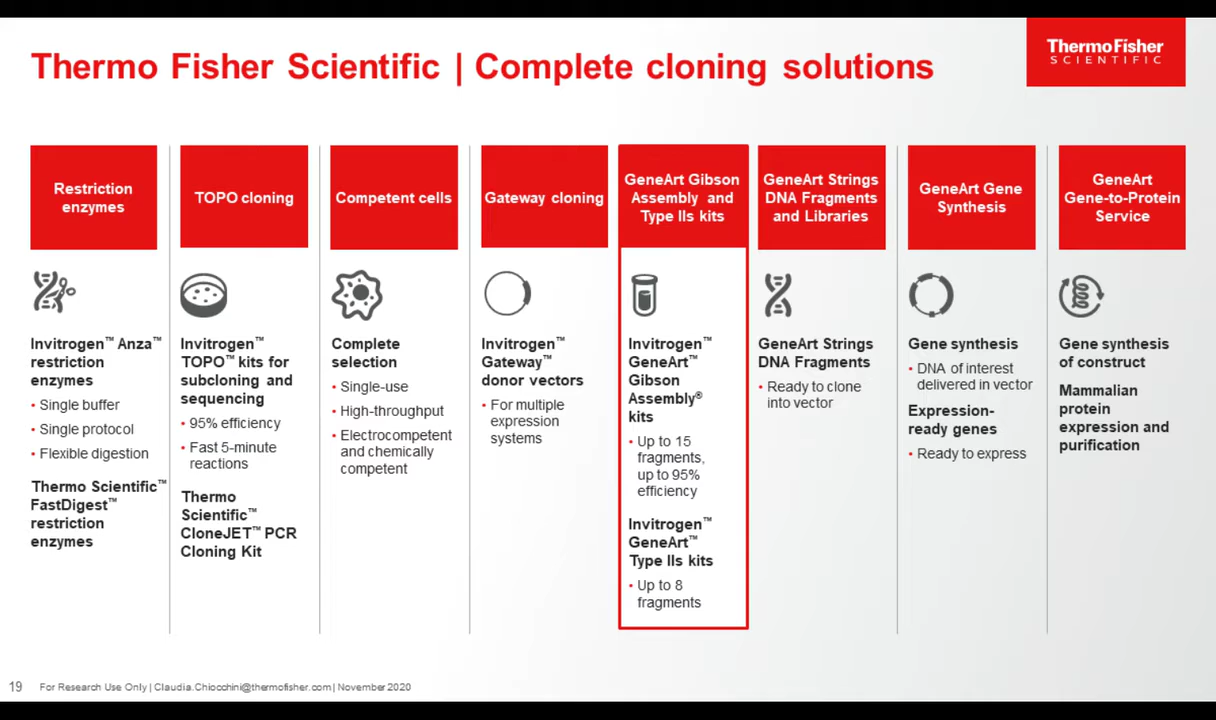 Thermo Fisher Scientific | Complete cloning solutions
ThermoFisher
SCIENTIFIC
Restriction
enzymes
Invitrogen™ Anza™
restriction
enzymes
• Single buffer
• Single protocol
• Flexible digestion
Thermo Scientific™
FastDigest™
restriction
enzymes
TOPO cloning
Invitrogen™
TOPO™ kits for
subcloning and
sequencing
• 95% efficiency
• Fast 5-minute
reactions
Thermo
Scientific™
CloneJET™ PCR
Cloning Kit
Competent cells
Complete
selection
• Single-use
• High-throughput
• Electrocompetent
and chemically
competent
Gateway cloning
Invitrogen™
Gateway™
donor vectors
• For multiple
expression
systems
GeneArt Gibson
Assembly and
Type IIs kits
Invitrogen™
GeneArt™
Gibson
Assembly®
kits
• Up to 15
fragments,
up to 95%
efficiency
Invitrogen™
GeneArt™
Type IIs kits
• Up to 8
fragments
GeneArt Strings
DNA Fragments
and Libraries
GeneArt Strings
DNA Fragments
• Ready to clone
into vector
GeneArt Gene
Synthesis
Gene synthesis
• DNA of interest
delivered in vector
Expression-
ready genes
• Ready to express
GeneArt
Gene-to-Protein
Service
Gene synthesis
of construct
Mammalian
protein
expression and
purification
19 For Research Use Only | Claudia.Chiocchini@thermofisher.com | November 2020